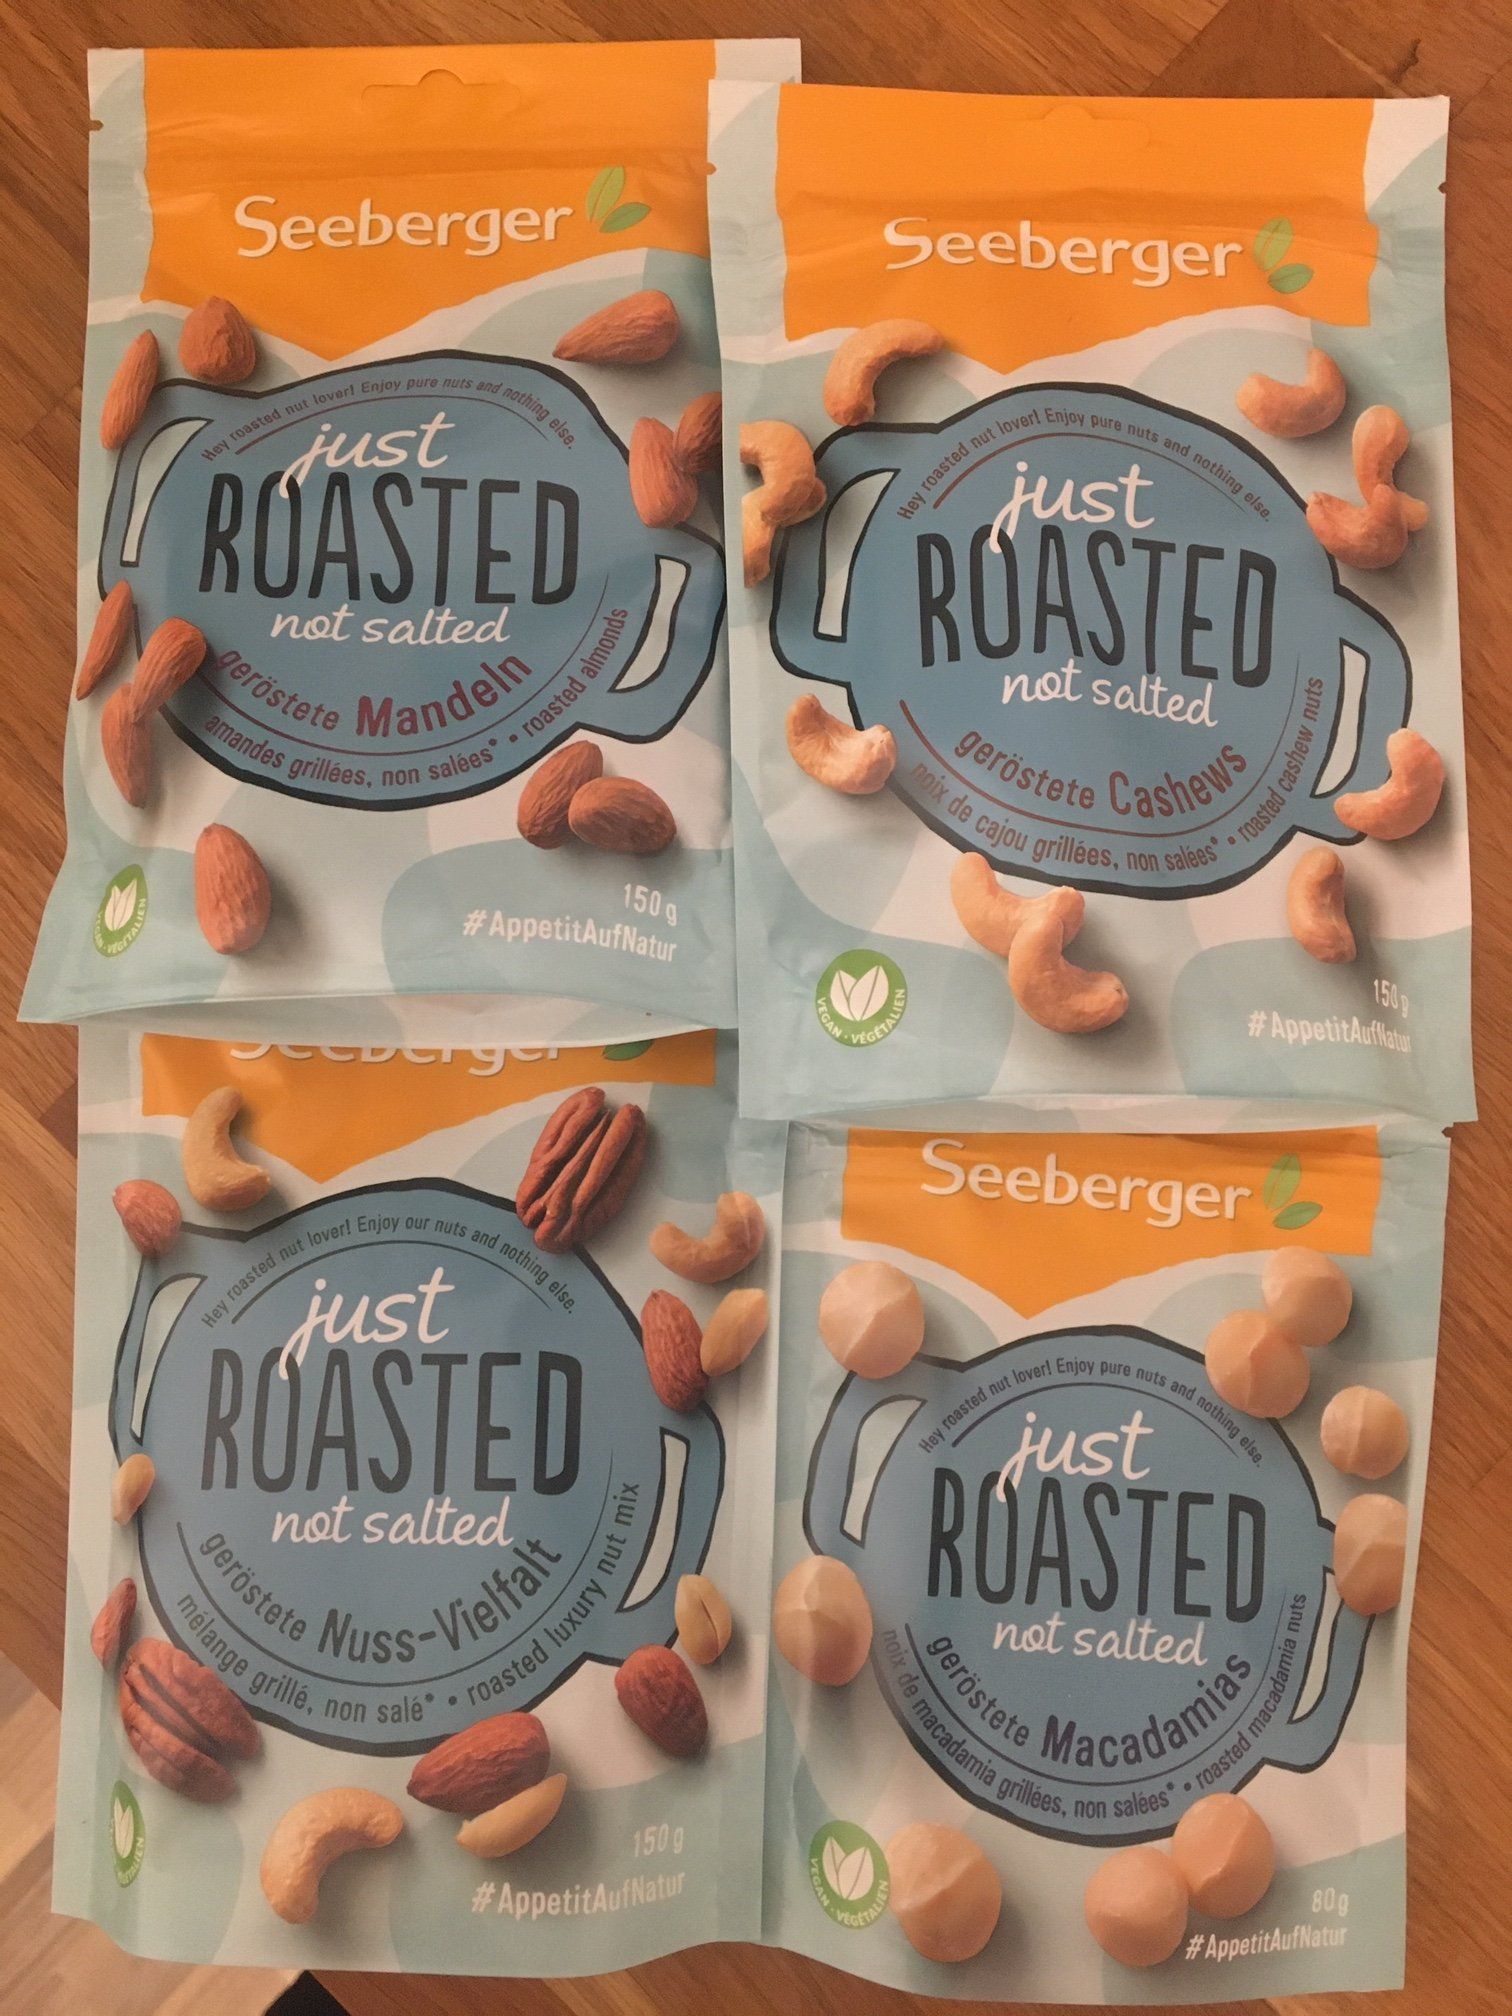 Seeberger
Hey roasted nut lover! Enjoy pure nuts and nothing else.
just
ROASTED
not salted
geröstete Mandeln
amandes grillées, non salées* • roasted almonds
VEGAN • VÉGÉTALIEN
150 g
#AppetitAufNatur
Seeberger
Hey roasted nut lover! Enjoy pure nuts and nothing else.
just
ROASTED
not salted
geröstete Cashews
noix de cajou grillées, non salées* • roasted cashew nuts
VEGAN • VÉGÉTALIEN
150 g
#AppetitAufNatur
Seeberger
Hey roasted nut lover! Enjoy our nuts and nothing else.
just
ROASTED
not salted
geröstete Nuss-Vielfalt
mélange grillé, non salé* • roasted luxury nut mix
150 g
#AppetitAufNatur
Seeberger
Hey roasted nut lover! Enjoy pure nuts and nothing else.
just
ROASTED
not salted
geröstete Macadamias
noix de macadamia grillées, non salées* • roasted macadamia nuts
VEGAN • VÉGÉTALIEN
80 g
#AppetitAufNatur